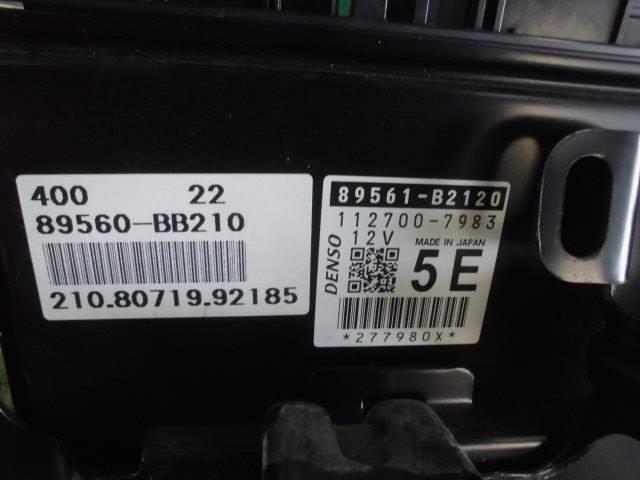 400 22
89560-BB210
210.80719.92185
89561-B2120
112700-7983
DENSO
12V MADE IN JAPAN
5E
*277980X*